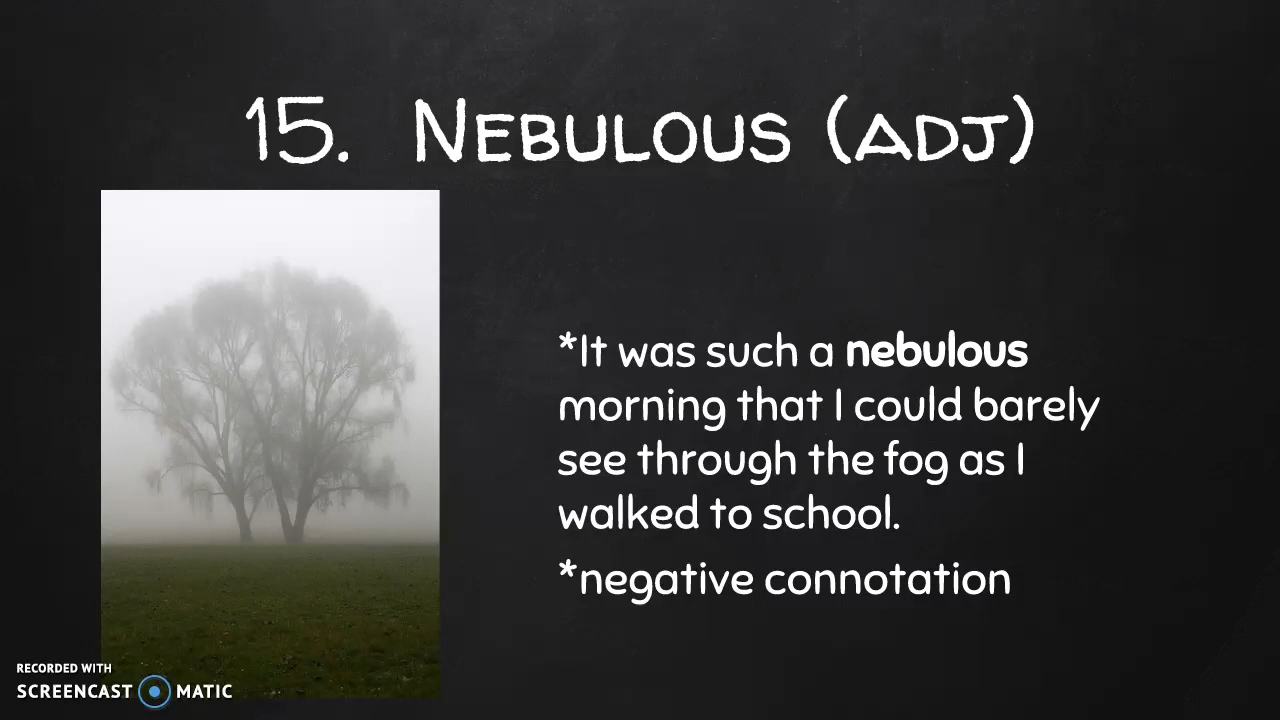 15. Nebulous (adj)
*It was such a nebulous
morning that I could barely
see through the fog as I
walked to school.
*negative connotation
RECORDED WITH
SCREENCAST MATIC